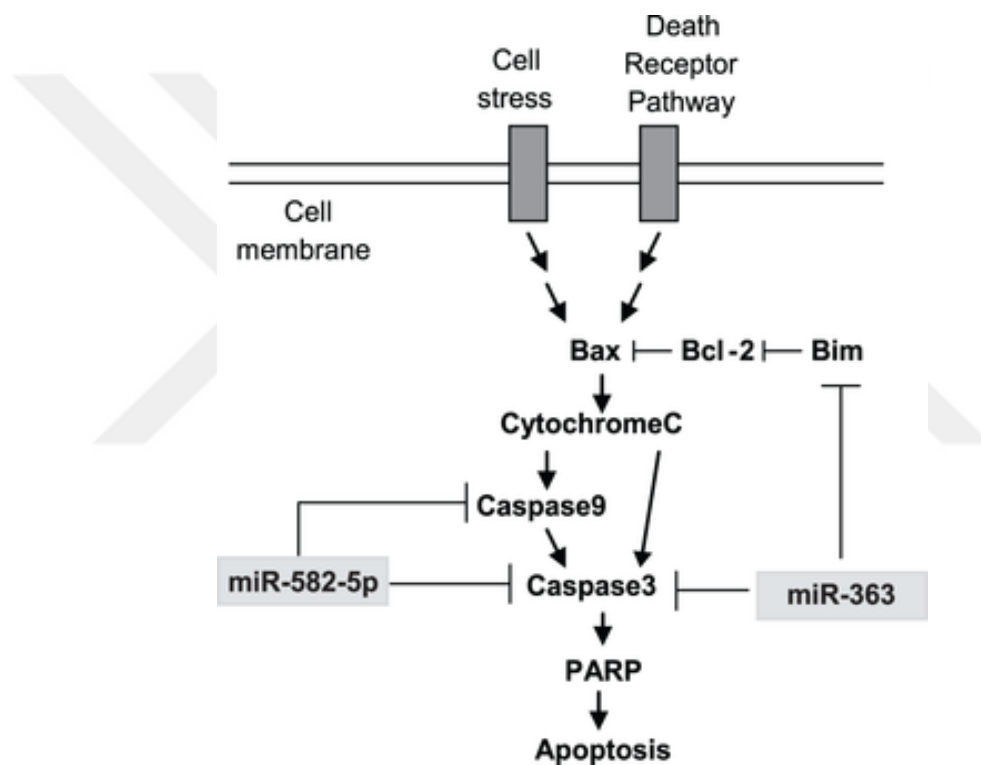 Cell
stress
Death
Receptor
Pathway
Cell
membrane
Bax
Bcl-2
Bim
CytochromeC
Caspase9
miR-582-5p
Caspase3
miR-363
PARP
Apoptosis